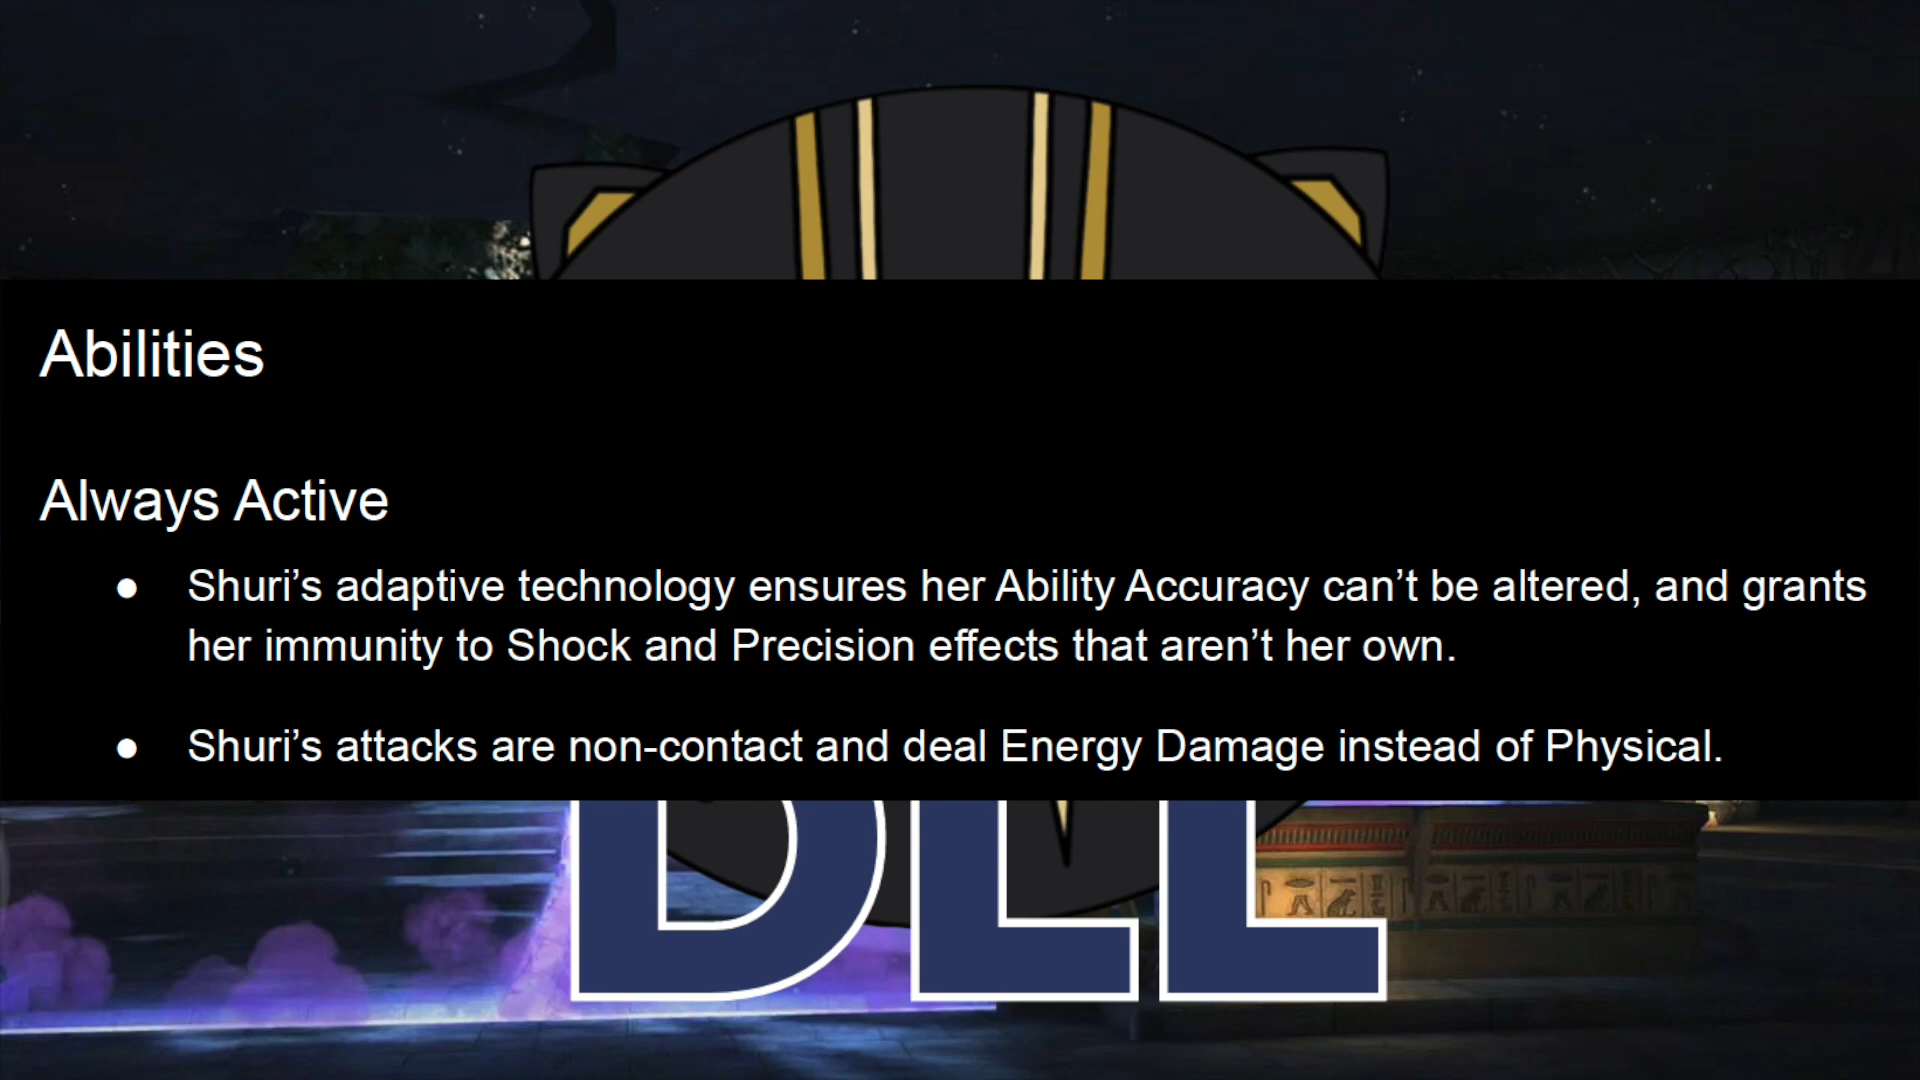 Abilities
Always Active
● Shuri’s adaptive technology ensures her Ability Accuracy can’t be altered, and grants
her immunity to Shock and Precision effects that aren’t her own.
● Shuri’s attacks are non-contact and deal Energy Damage instead of Physical.
DLL